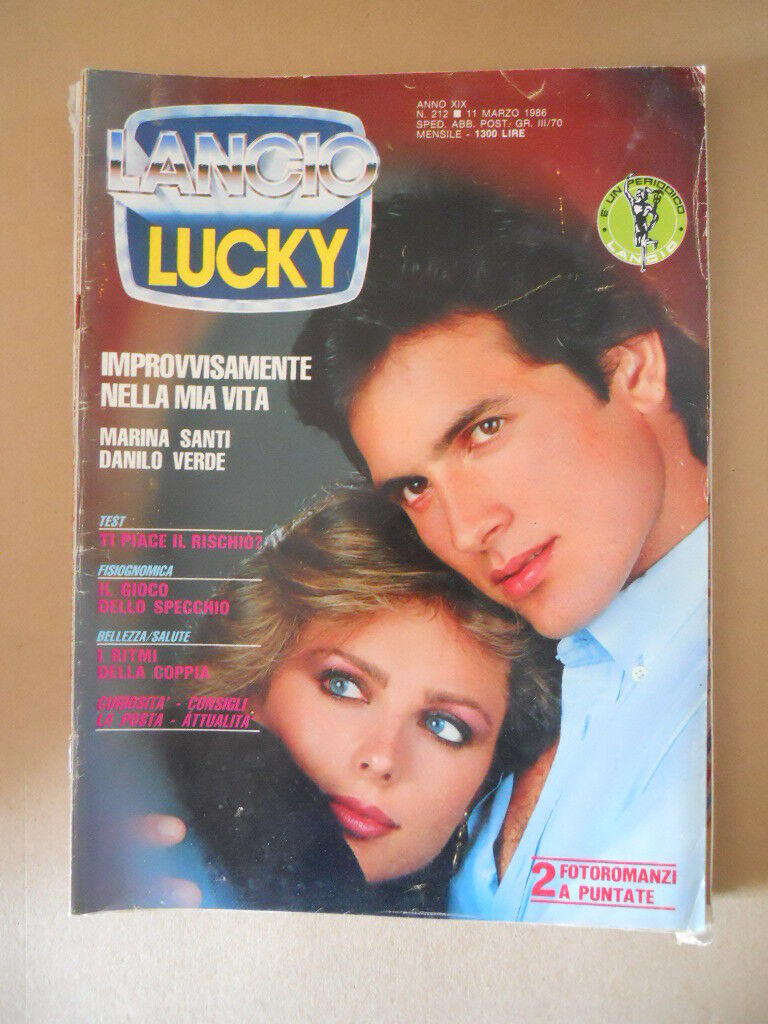 ANNO XIX
N. 212 ■ 11 MARZO 1986
SPED. ABB. POST. GR. III/70
MENSILE - 1300 LIRE
LANCIO
LUCKY
E' UN PERIODICO
LANCIO
IMPROVVISAMENTE
NELLA MIA VITA
MARINA SANTI
DANILO VERDE
TEST
TI PIACE IL RISCHIO?
FISIOGNOMICA
IL GIOCO
DELLO SPECCHIO
BELLEZZA/SALUTE
I RITMI
DELLA COPPIA
CURIOSITA' - CONSIGLI
LA POSTA - ATTUALITA'
2 FOTOROMANZI
A PUNTATE